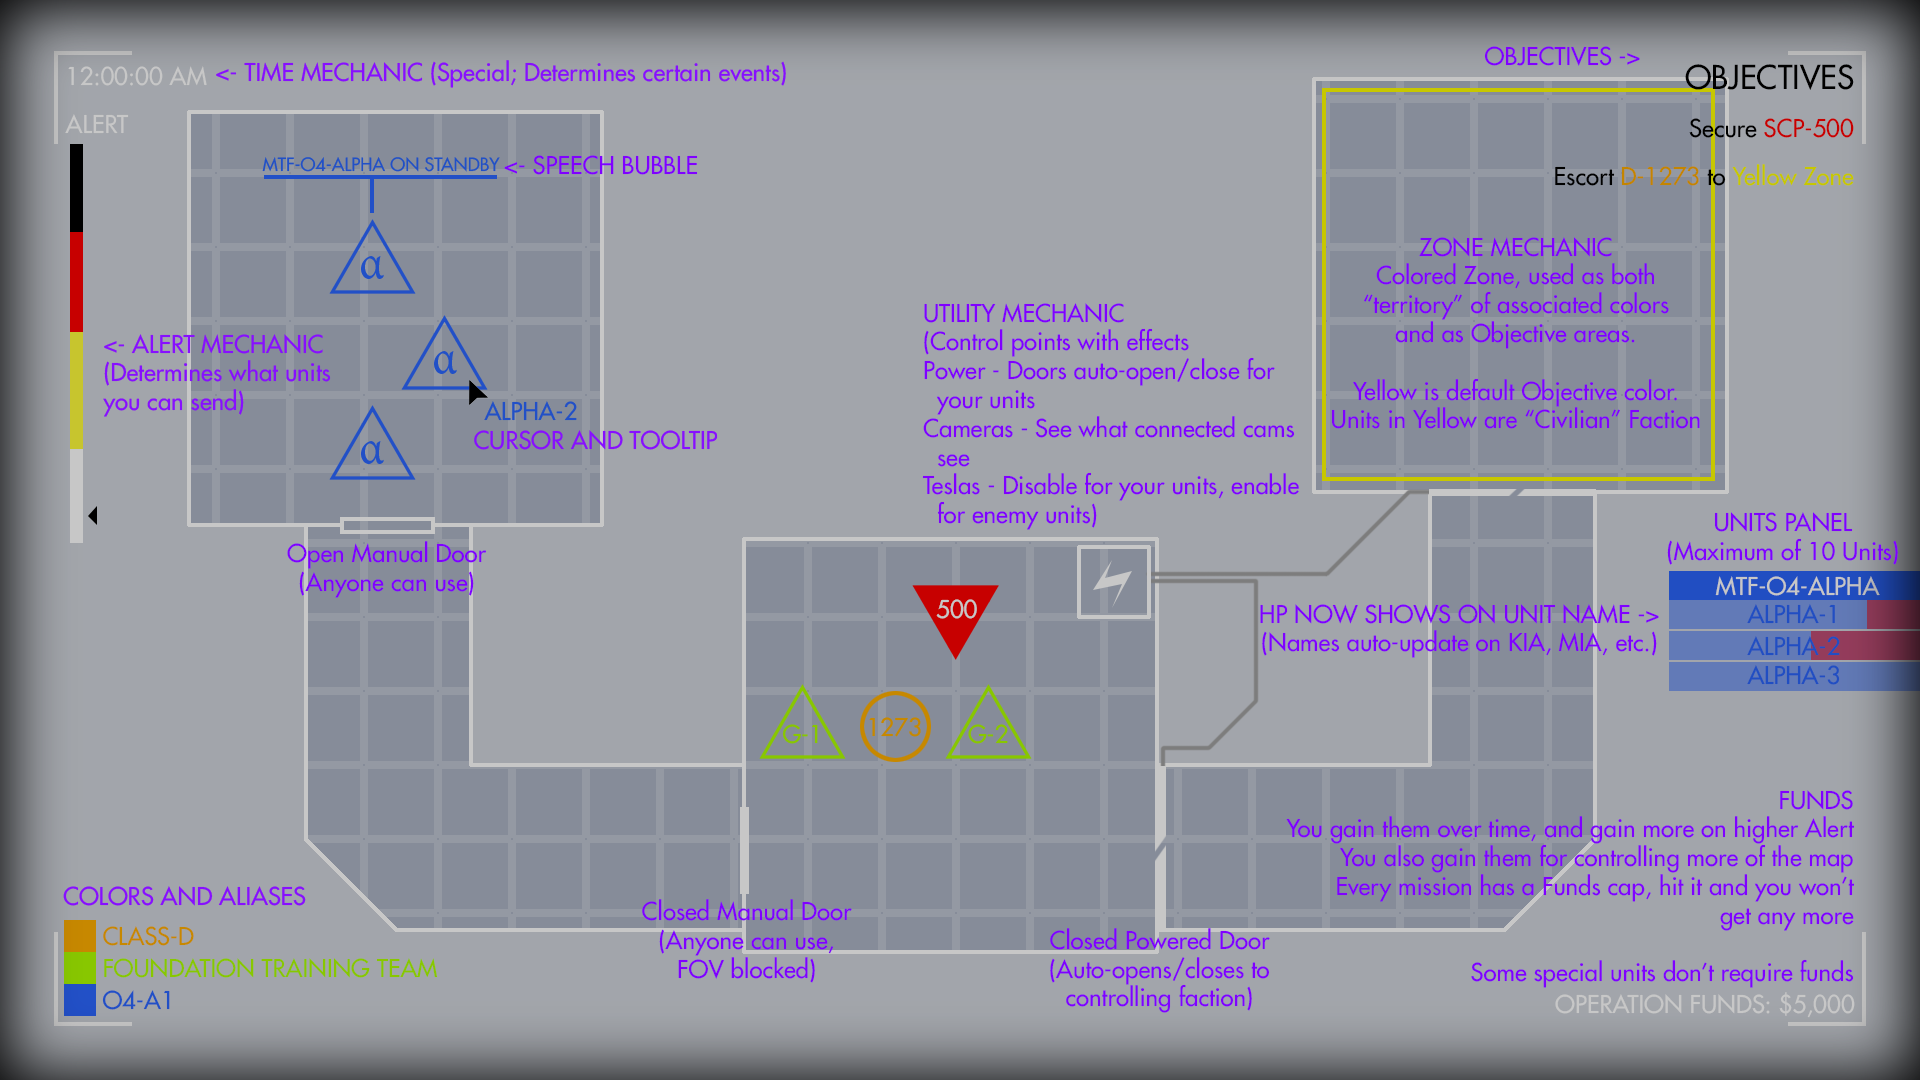 12:00:00 AM
<- TIME MECHANIC (Special; Determines certain events)
ALERT
MTF-O4-ALPHA ON STANDBY
<- SPEECH BUBBLE
α
α
α
<- ALERT MECHANIC
(Determines what units
you can send)
ALPHA-2
CURSOR AND TOOLTIP
Open Manual Door
(Anyone can use)
OBJECTIVES ->
OBJECTIVES
Secure SCP-500
Escort D-1273 to Yellow Zone
ZONE MECHANIC
Colored Zone, used as both
“territory” of associated colors
and as Objective areas.
Yellow is default Objective color.
Units in Yellow are “Civilian” Faction
UTILITY MECHANIC
(Control points with effects
Power - Doors auto-open/close for
your units
Cameras - See what connected cams
see
Teslas - Disable for your units, enable
for enemy units)
500
G-1
1273
G-2
UNITS PANEL
(Maximum of 10 Units)
MTF-O4-ALPHA
ALPHA-1
ALPHA-2
ALPHA-3
HP NOW SHOWS ON UNIT NAME ->
(Names auto-update on KIA, MIA, etc.)
Closed Manual Door
(Anyone can use,
FOV blocked)
Closed Powered Door
(Auto-opens/closes to
controlling faction)
FUNDS
You gain them over time, and gain more on higher Alert
You also gain them for controlling more of the map
Every mission has a Funds cap, hit it and you won’t
get any more
Some special units don’t require funds
OPERATION FUNDS: $5,000
COLORS AND ALIASES
CLASS-D
FOUNDATION TRAINING TEAM
O4-A1